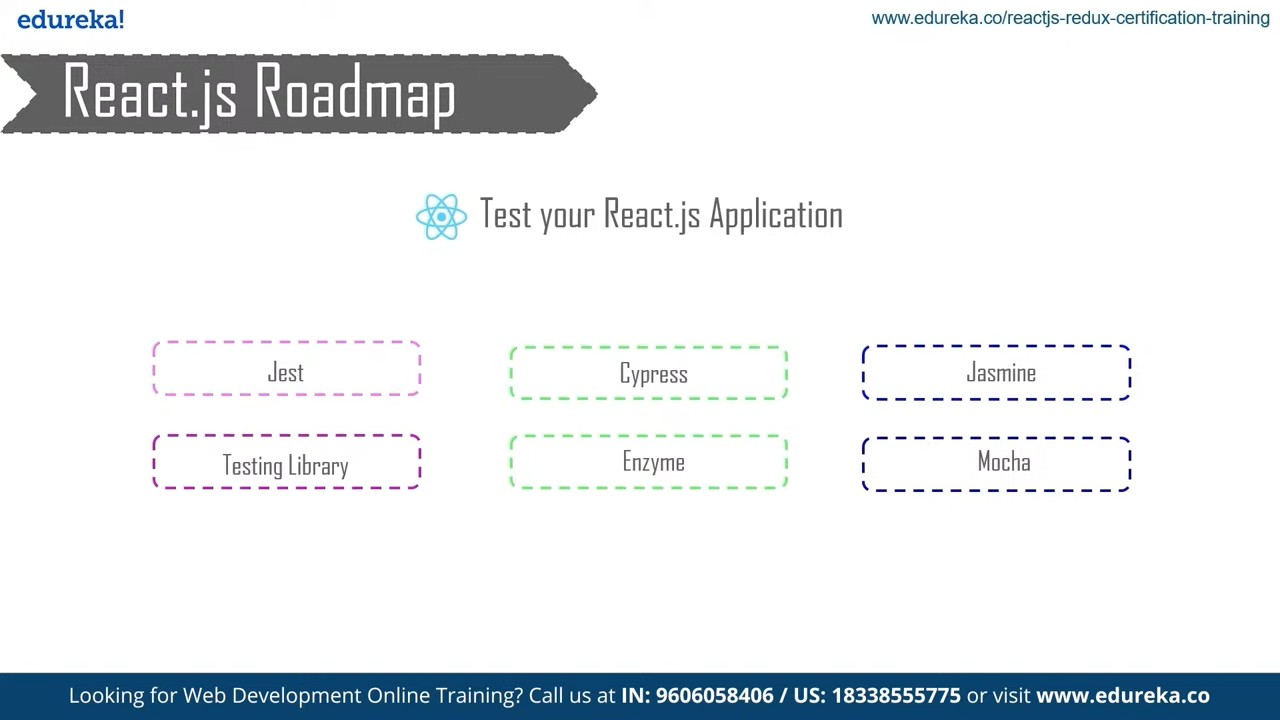 edureka!
www.edureka.co/reactjs-redux-certification-training
React.js Roadmap
Test your React.js Application
Jest
Cypress
Jasmine
Testing Library
Enzyme
Mocha
Looking for Web Development Online Training? Call us at IN: 9606058406 / US: 18338555775 or visit www.edureka.co